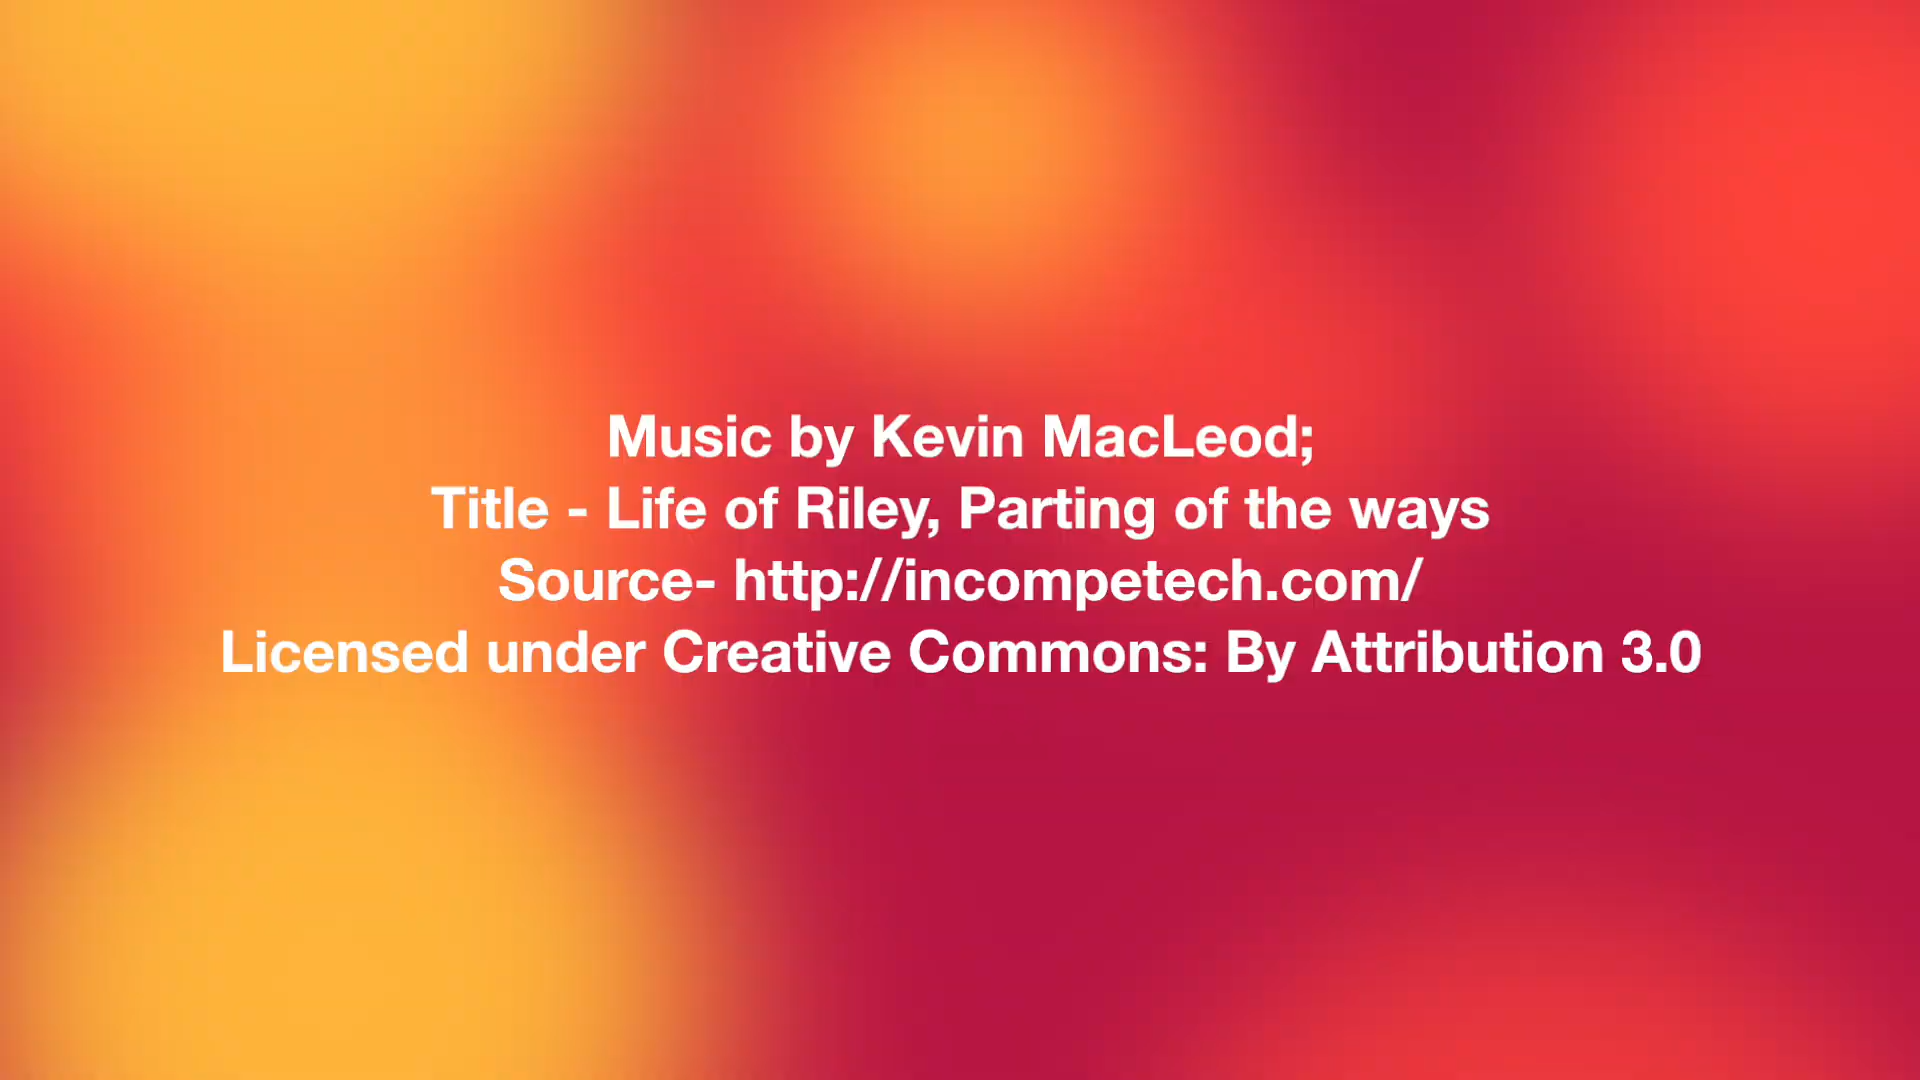 Music by Kevin MacLeod;
Title - Life of Riley, Parting of the ways
Source- http://incompetech.com/
Licensed under Creative Commons: By Attribution 3.0